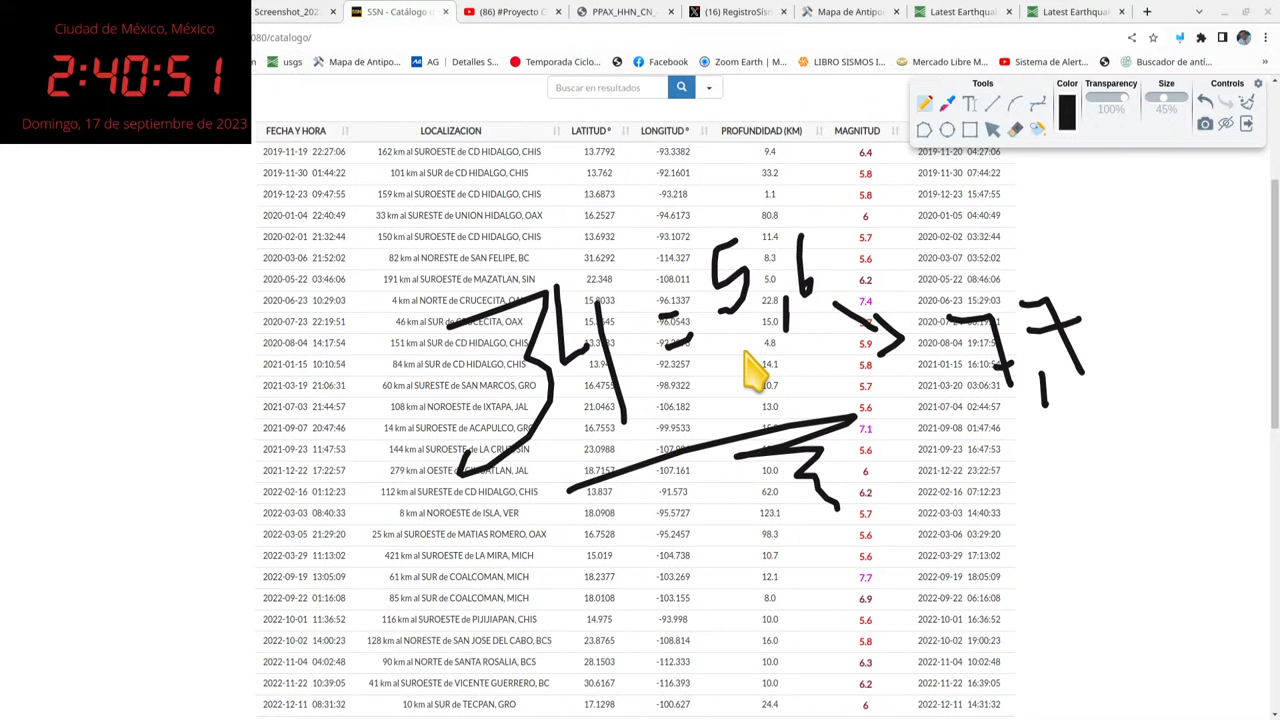 Ciudad de México, México
2:40:51
Domingo, 17 de septiembre de 2023
Screenshot_202 SSN - Catálogo d (86) #Proyecto C PPAX_HHN_CN_ (16) RegistroSísm Mapa de Antipod Latest Earthqua Latest Earthqua
080/catalogo/
usgs Mapa de Antipo... AG Detalles S... Temporada Ciclo... Facebook Zoom Earth | M... LIBRO SISMOS I... Mercado Libre M... Sistema de Alert... Buscador de antí...
Buscar en resultados
Tools Color Transparency Size Controls
100% 45%
FECHA Y HORA LOCALIZACION LATITUD º LONGITUD º PROFUNDIDAD (KM) MAGNITUD
2019-11-19 22:27:06 162 km al SUROESTE de CD HIDALGO, CHIS 13.7792 -93.3382 9.4 6.4 2019-11-20 04:27:06
2019-11-30 01:44:22 101 km al SUR de CD HIDALGO, CHIS 13.762 -92.1601 33.2 5.8 2019-11-30 07:44:22
2019-12-23 09:47:55 159 km al SUROESTE de CD HIDALGO, CHIS 13.6873 -93.218 1.1 5.8 2019-12-23 15:47:55
2020-01-04 22:40:49 33 km al SURESTE de UNION HIDALGO, OAX 16.2527 -94.6173 80.8 6 2020-01-05 04:40:49
2020-02-01 21:32:44 150 km al SUROESTE de CD HIDALGO, CHIS 13.6932 -93.1072 11.4 5.7 2020-02-02 03:32:44
2020-03-06 21:52:02 82 km al NORESTE de SAN FELIPE, BC 31.6292 -114.327 8.3 5.6 2020-03-07 03:52:02
2020-05-22 03:46:06 191 km al SUROESTE de MAZATLAN, SIN 22.348 -108.011 5.0 6.2 2020-05-22 08:46:06
2020-06-23 10:29:03 4 km al NORTE de CRUCECITA, OAX -96.1337 22.8 7.4 2020-06-23 15:29:03
2020-07-23 22:19:51 46 km al SUR de CRUCECITA, OAX -96.0543 15.0
2020-08-04 14:17:54 151 km al SUROESTE de CD HIDALGO, CHIS 4.8 5.9 2020-08-04 19:17:54
2021-01-15 10:10:54 84 km al SUROESTE de CD HIDALGO, CHIS -92.3257 14.1 5.8 2021-01-15 16:10:54
2021-03-19 21:06:31 60 km al SURESTE de SAN MARCOS, GRO 16.4755 -98.9322 10.7 5.7 2021-03-20 03:06:31
2021-07-03 21:44:57 108 km al NOROESTE de IXTAPA, JAL 21.0463 -106.182 13.0 5.6 2021-07-04 02:44:57
2021-09-07 20:47:46 14 km al SUROESTE de ACAPULCO, GRO 16.7553 -99.9533 7.1 2021-09-08 01:47:46
2021-09-23 11:47:53 144 km al SUROESTE de LA CRUZ, SIN 23.0988 5.6 2021-09-23 16:47:53
2021-12-22 17:22:57 279 km al OESTE de CIHUATLAN, JAL 18.7157 -107.161 10.0 6 2021-12-22 23:22:57
2022-02-16 01:12:23 112 km al SURESTE de CD HIDALGO, CHIS 13.837 -91.573 62.0 6.2 2022-02-16 07:12:23
2022-03-03 08:40:33 8 km al NOROESTE de ISLA, VER 18.0908 -95.5727 123.1 5.7 2022-03-03 14:40:33
2022-03-05 21:29:20 25 km al SUROESTE de MATIAS ROMERO, OAX 16.7528 -95.2457 98.3 5.6 2022-03-06 03:29:20
2022-03-29 11:13:02 421 km al SUROESTE de LA MIRA, MICH 15.019 -104.738 10.7 5.6 2022-03-29 17:13:02
2022-09-19 13:05:09 61 km al SUR de COALCOMAN, MICH 18.2377 -103.269 12.1 7.7 2022-09-19 18:05:09
2022-09-22 01:16:08 85 km al SUR de COALCOMAN, MICH 18.0108 -103.155 8.0 6.9 2022-09-22 06:16:08
2022-10-01 11:36:52 116 km al SUROESTE de PIJIJIAPAN, CHIS 14.975 -93.998 10.0 5.6 2022-10-01 16:36:52
2022-10-02 14:00:23 128 km al NORESTE de SAN JOSE DEL CABO, BCS 23.8765 -108.814 16.0 5.8 2022-10-02 19:00:23
2022-11-04 04:02:48 90 km al NORTE de SANTA ROSALIA, BCS 28.1503 -112.333 10.0 6.3 2022-11-04 10:02:48
2022-11-22 10:39:05 41 km al SUROESTE de VICENTE GUERRERO, BC 30.6167 -116.393 10.0 6.2 2022-11-22 16:39:05
2022-12-11 08:31:32 10 km al SUR de TECPAN, GRO 17.1298 -100.627 24.4 6 2022-12-11 14:31:32
34 = 5,6 7,7